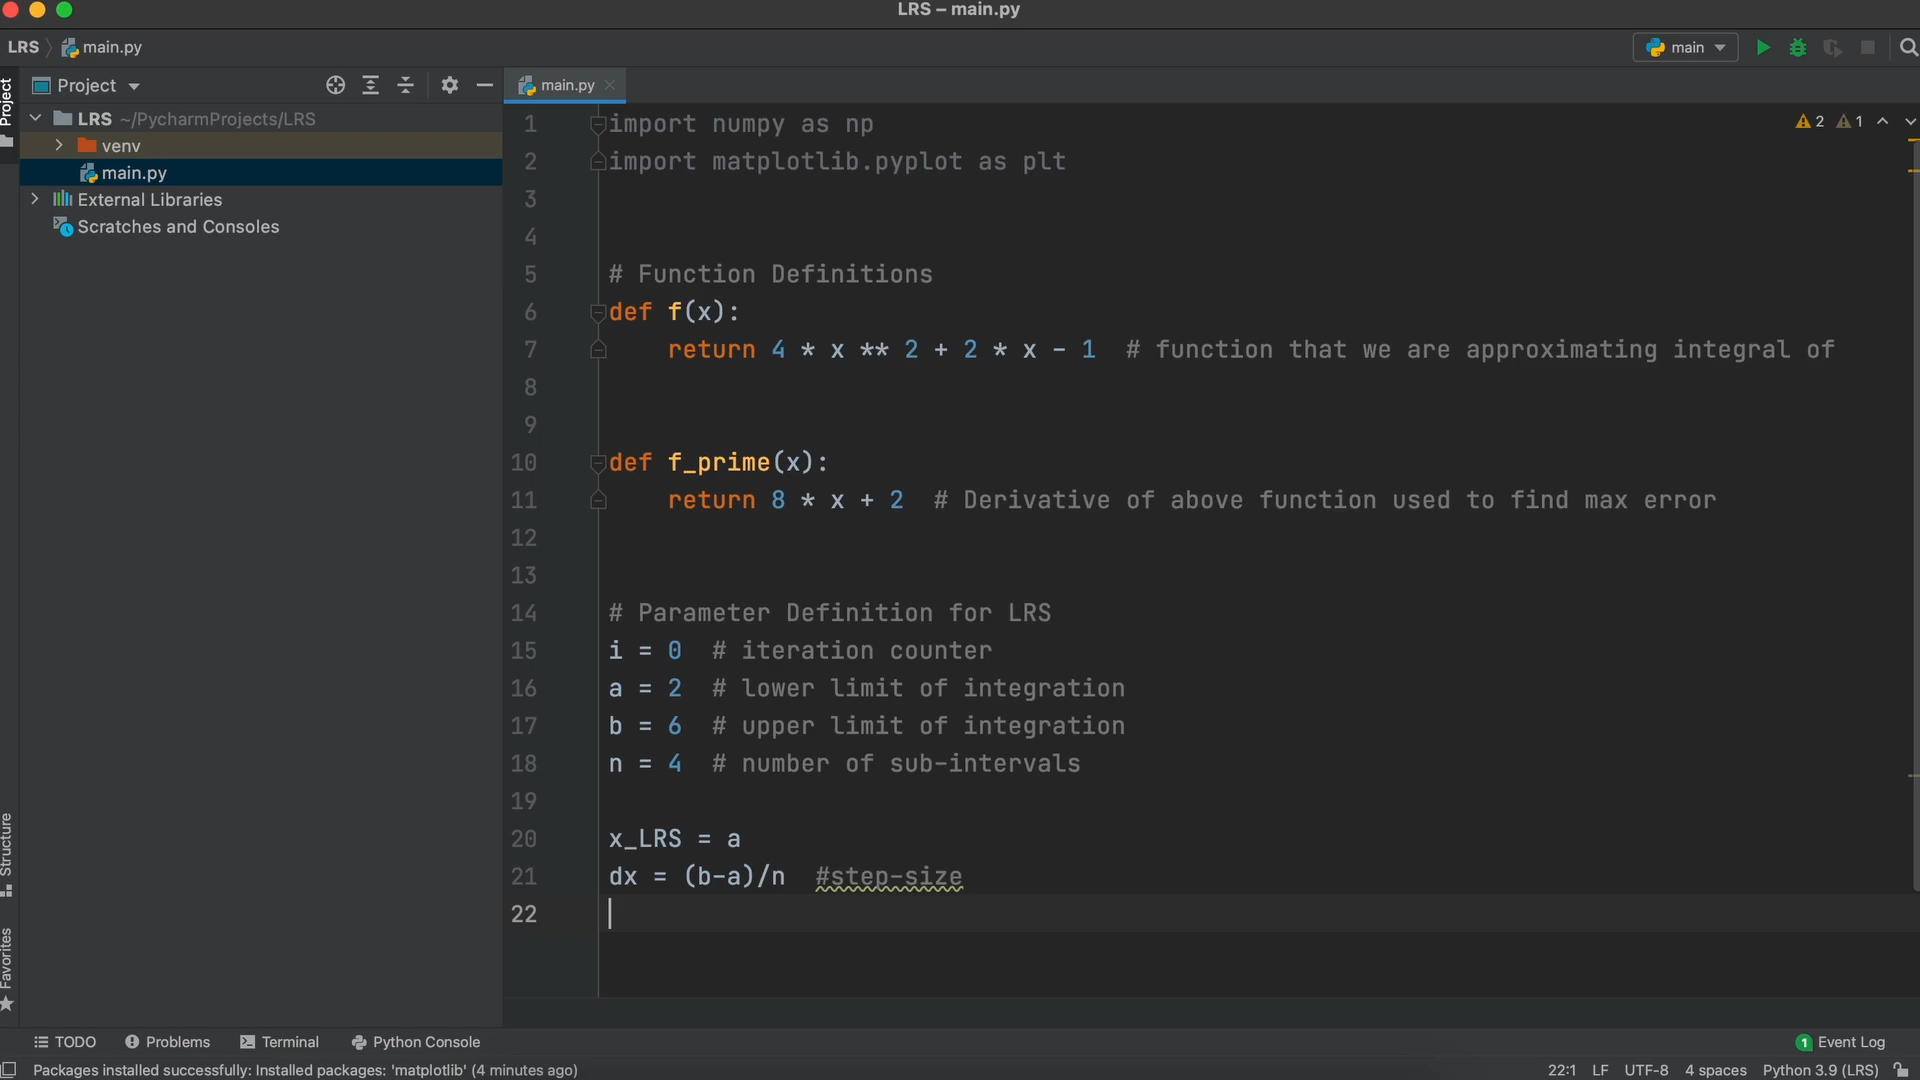 LRS – main.py
LRS main.py
main
Project
main.py
Project
LRS ~/PycharmProjects/LRS
venv
main.py
External Libraries
Scratches and Consoles
2 1
1 import numpy as np
2 import matplotlib.pyplot as plt
3
4
5 # Function Definitions
6 def f(x):
7 return 4 * x ** 2 + 2 * x - 1 # function that we are approximating integral of
8
9
10 def f_prime(x):
11 return 8 * x + 2 # Derivative of above function used to find max error
12
13
14 # Parameter Definition for LRS
15 i = 0 # iteration counter
16 a = 2 # lower limit of integration
17 b = 6 # upper limit of integration
18 n = 4 # number of sub-intervals
19
20 x_LRS = a
21 dx = (b-a)/n #step-size
22
Structure
Favorites
TODO Problems Terminal Python Console 1 Event Log
Packages installed successfully: Installed packages: 'matplotlib' (4 minutes ago) 22:1 LF UTF-8 4 spaces Python 3.9 (LRS)